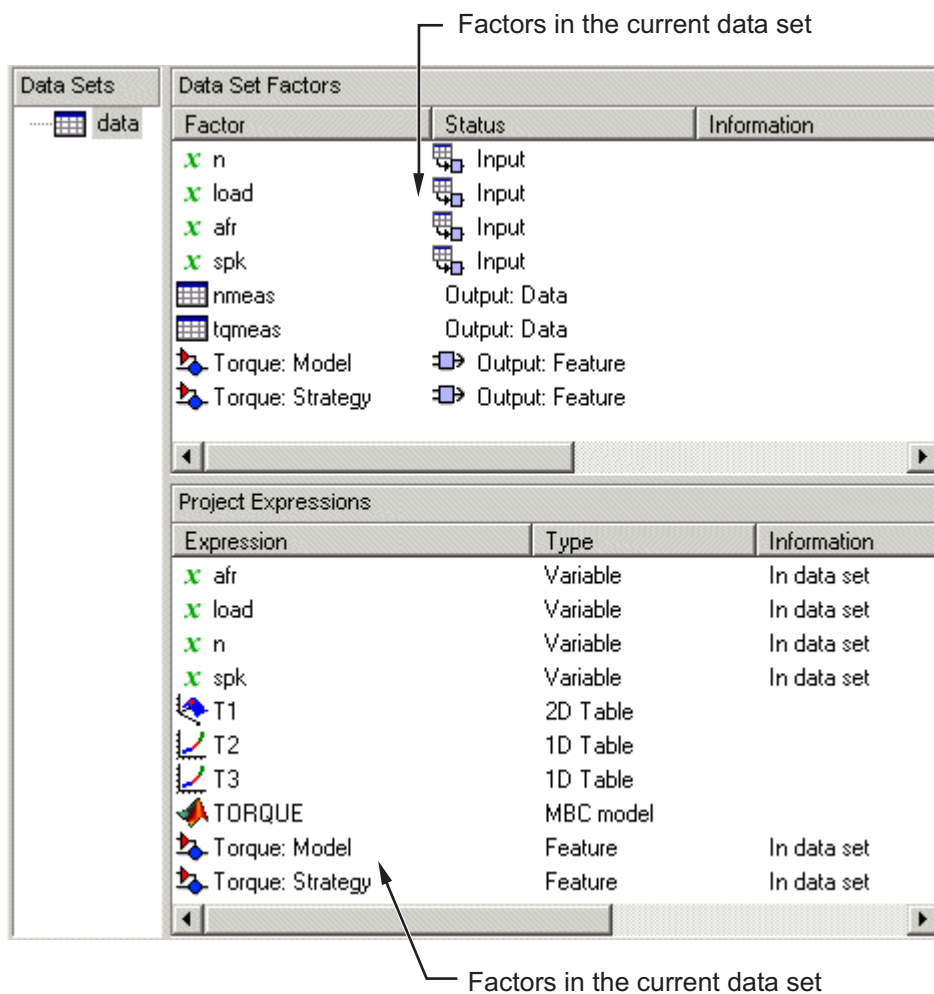 Factors in the current data set
Data Sets
data
Data Set Factors
Factor Status Information
x n Input
x load Input
x afr Input
x spk Input
nmeas Output: Data
tqmeas Output: Data
Torque: Model Output: Feature
Torque: Strategy Output: Feature
Project Expressions
Expression Type Information
x afr Variable In data set
x load Variable In data set
x n Variable In data set
x spk Variable In data set
T1 2D Table
T2 1D Table
T3 1D Table
TORQUE MBC model
Torque: Model Feature In data set
Torque: Strategy Feature In data set
Factors in the current data set